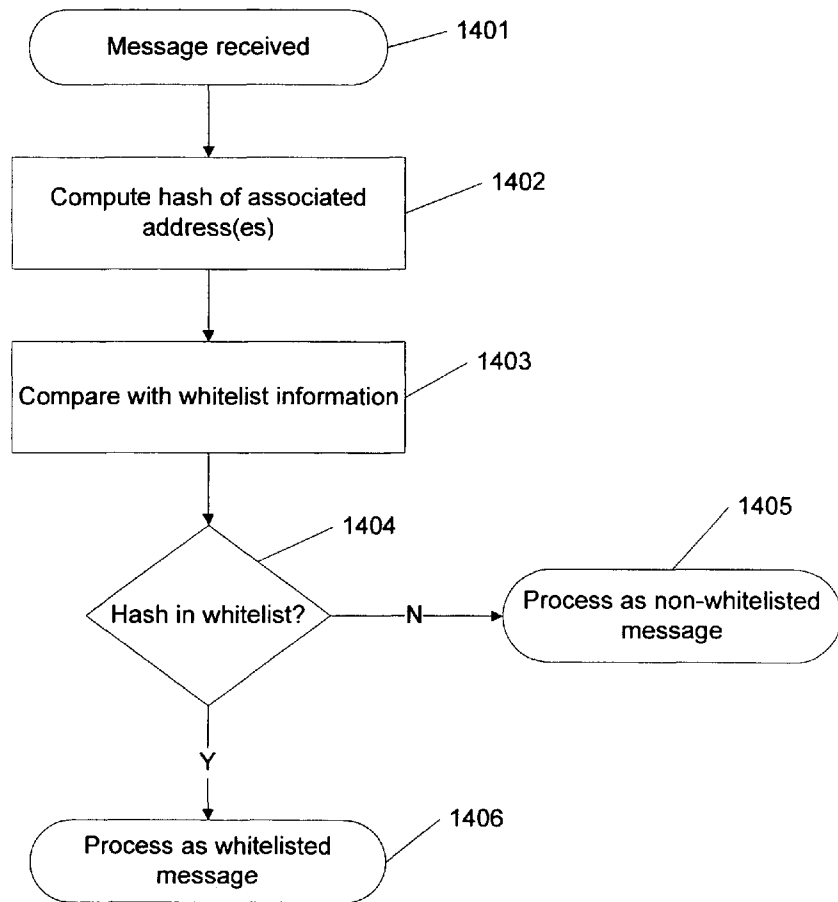 Message received
1401
Compute hash of associated
address(es)
1402
Compare with whitelist information
1403
Hash in whitelist?
1404
N
Process as non-whitelisted
message
1405
Y
Process as whitelisted
message
1406